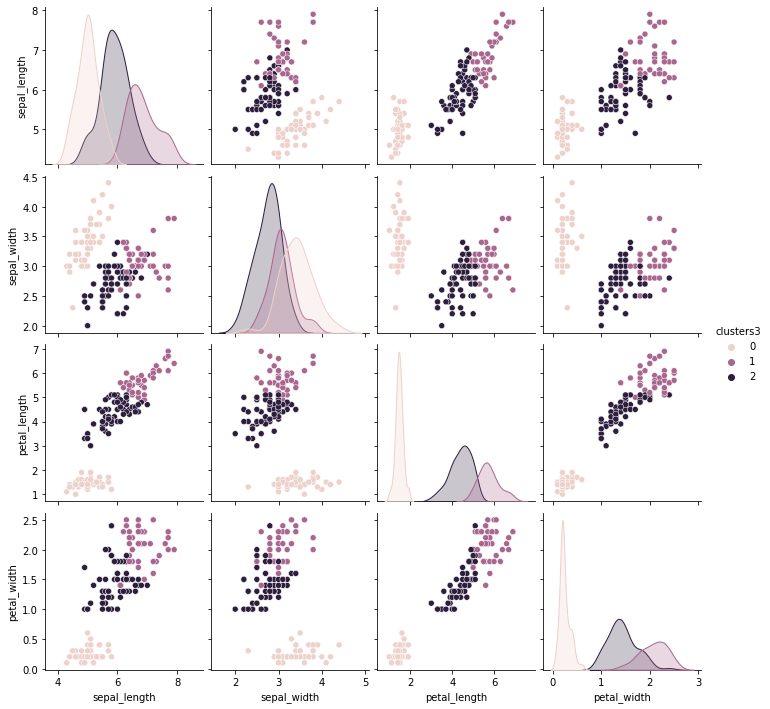 sepal_length
8
7
6
5
sepal_width
4.5
4.0
3.5
3.0
2.5
2.0
petal_length
7
6
5
4
3
2
1
petal_width
2.5
2.0
1.5
1.0
0.5
0.0
4 6 8
sepal_length
2 3 4 5
sepal_width
2 4 6
petal_length
0 1 2 3
petal_width
clusters3
0
1
2